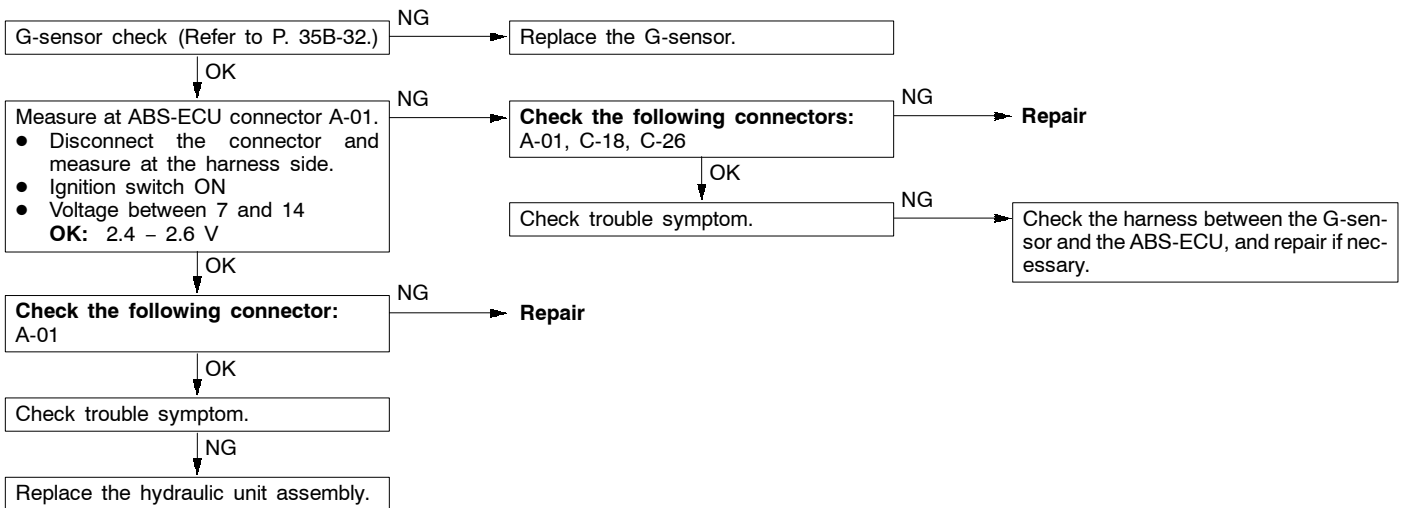 G-sensor check (Refer to P. 35B-32.)
NG
Replace the G-sensor.
OK
Measure at ABS-ECU connector A-01.
● Disconnect the connector and
measure at the harness side.
● Ignition switch ON
● Voltage between 7 and 14
OK: 2.4 – 2.6 V
NG
Check the following connectors:
A-01, C-18, C-26
NG
Repair
OK
Check trouble symptom.
NG
Check the harness between the G-sen-
sor and the ABS-ECU, and repair if nec-
essary.
OK
Check the following connector:
A-01
NG
Repair
OK
Check trouble symptom.
NG
Replace the hydraulic unit assembly.